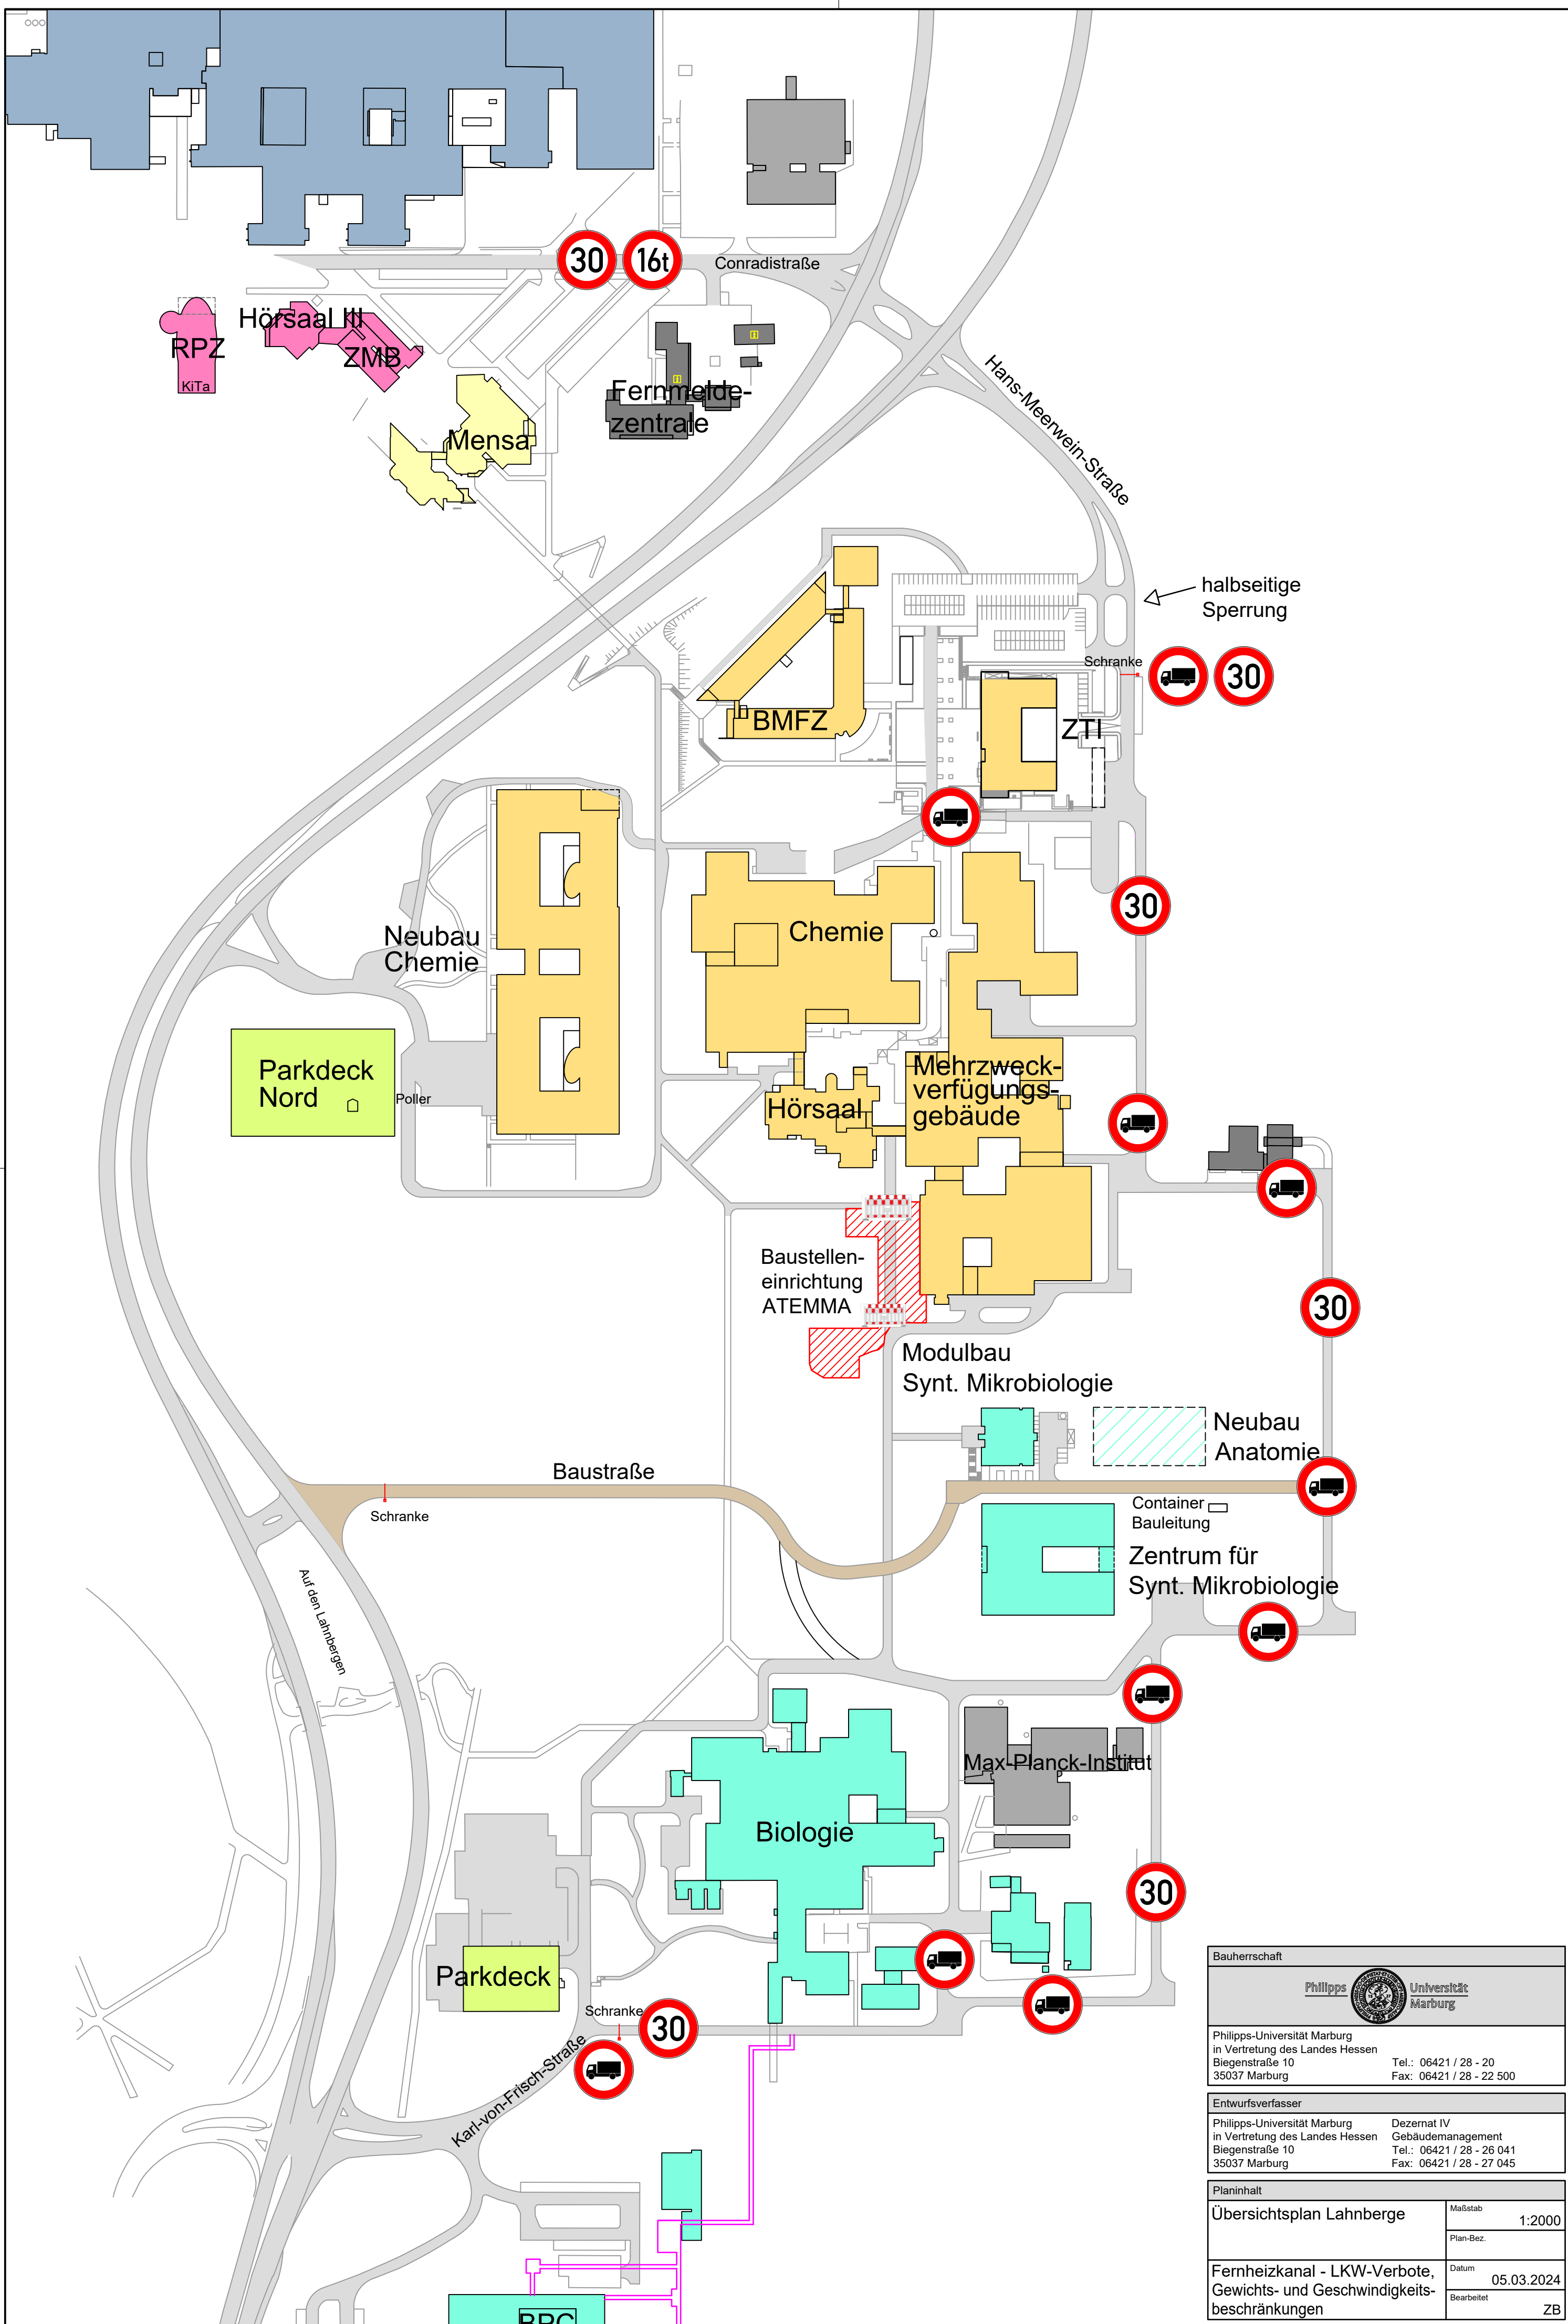 30
16t
Conradistraße
Hörsaal III
RPZ
ZMB
KiTa
Fernmelde-
zentrale
Mensa
Hans-Meerwein-Straße
halbseitige
Sperrung
Schranke
30
BMFZ
ZTI
30
Neubau
Chemie
Chemie
Parkdeck
Nord
Poller
Mehrzweck-
verfügungs-
gebäude
Hörsaal
Baustellen-
einrichtung
ATEMMA
30
Modulbau
Synt. Mikrobiologie
Neubau
Anatomie
Baustraße
Schranke
Container
Bauleitung
Zentrum für
Synt. Mikrobiologie
Auf den Lahnbergen
Max-Planck-Institut
Biologie
30
Parkdeck
Schranke
30
Karl-von-Frisch-Straße
BPC
Bauherrschaft
Philipps Universität
Marburg
Philipps-Universität Marburg
in Vertretung des Landes Hessen
Biegenstraße 10 Tel.: 06421 / 28 - 20
35037 Marburg Fax: 06421 / 28 - 22 500
Entwurfsverfasser
Philipps-Universität Marburg Dezernat IV
in Vertretung des Landes Hessen Gebäudemanagement
Biegenstraße 10 Tel.: 06421 / 28 - 26 041
35037 Marburg Fax: 06421 / 28 - 27 045
Planinhalt
Übersichtsplan Lahnberge
Maßstab
1:2000
Plan-Bez.
Fernheizkanal - LKW-Verbote,
Gewichts- und Geschwindigkeits-
beschränkungen
Datum
05.03.2024
Bearbeitet
ZB